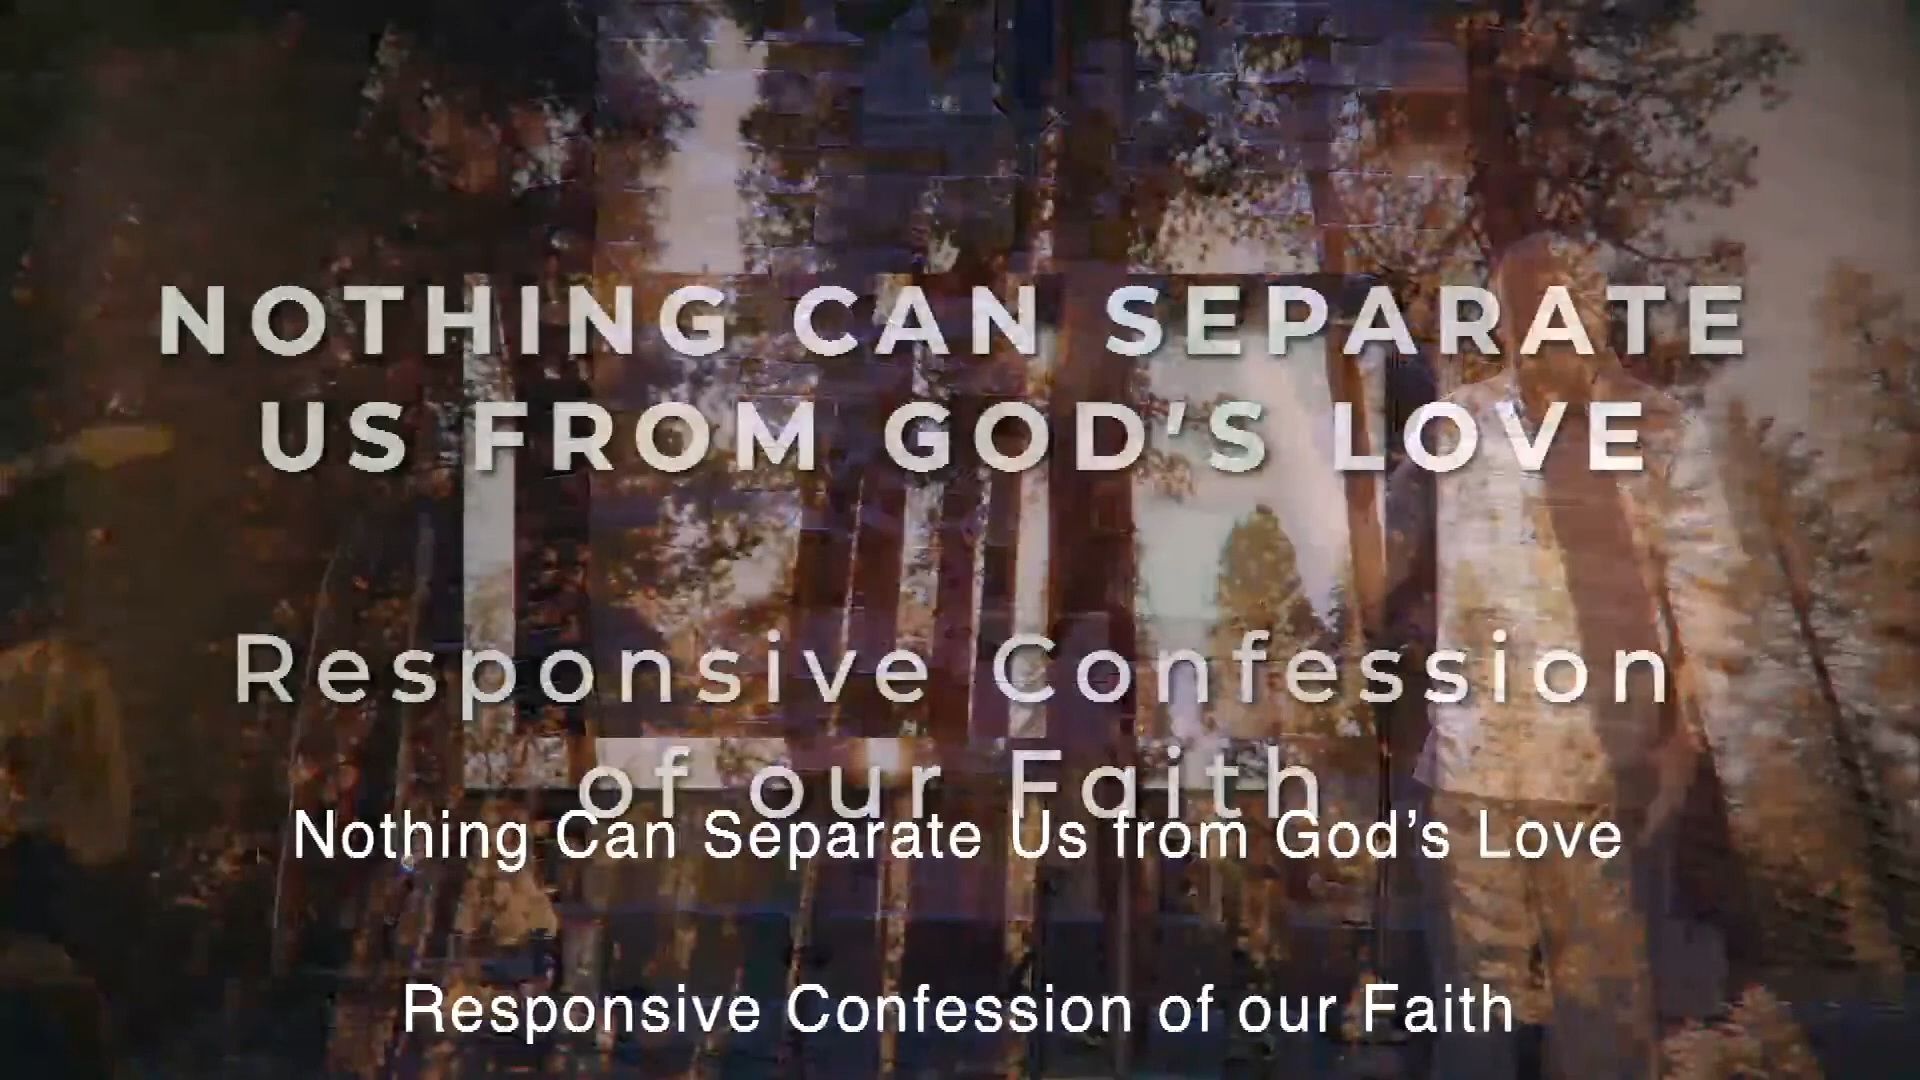 NOTHING CAN SEPARATE
US FROM GOD'S LOVE
Responsive Confession
of our Faith
Nothing Can Separate Us from God’s Love
Responsive Confession of our Faith